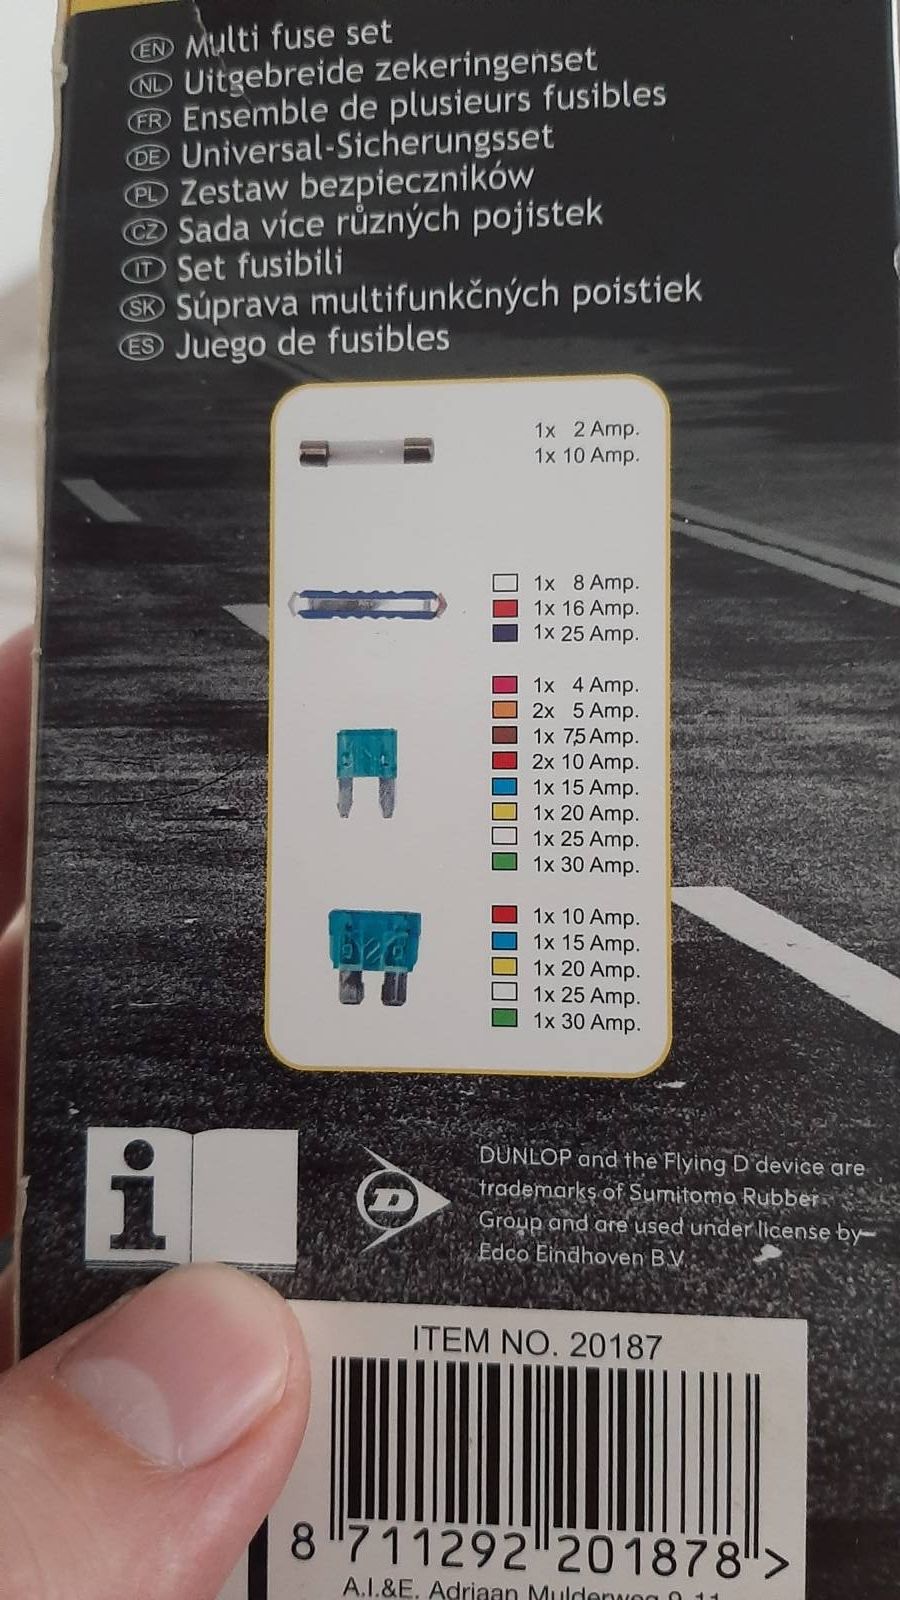 EN Multi fuse set
NL Uitgebreide zekeringenset
FR Ensemble de plusieurs fusibles
DE Universal-Sicherungsset
PL Zestaw bezpieczników
CZ Sada více různých pojistek
IT Set fusibili
SK Súprava multifunkčných poistiek
ES Juego de fusibles
1x 2 Amp.
1x 10 Amp.
1x 8 Amp.
1x 16 Amp.
1x 25 Amp.
1x 4 Amp.
2x 5 Amp.
1x 7,5 Amp.
2x 10 Amp.
1x 15 Amp.
1x 20 Amp.
1x 25 Amp.
1x 30 Amp.
1x 10 Amp.
1x 15 Amp.
1x 20 Amp.
1x 25 Amp.
1x 30 Amp.
i
D
DUNLOP and the Flying D device are
trademarks of Sumitomo Rubber
Group and are used under license by
Edco Eindhoven B.V.
ITEM NO. 20187
8 711292 201878 >
A.I.&E. Adriaan Mulderweg 9-11